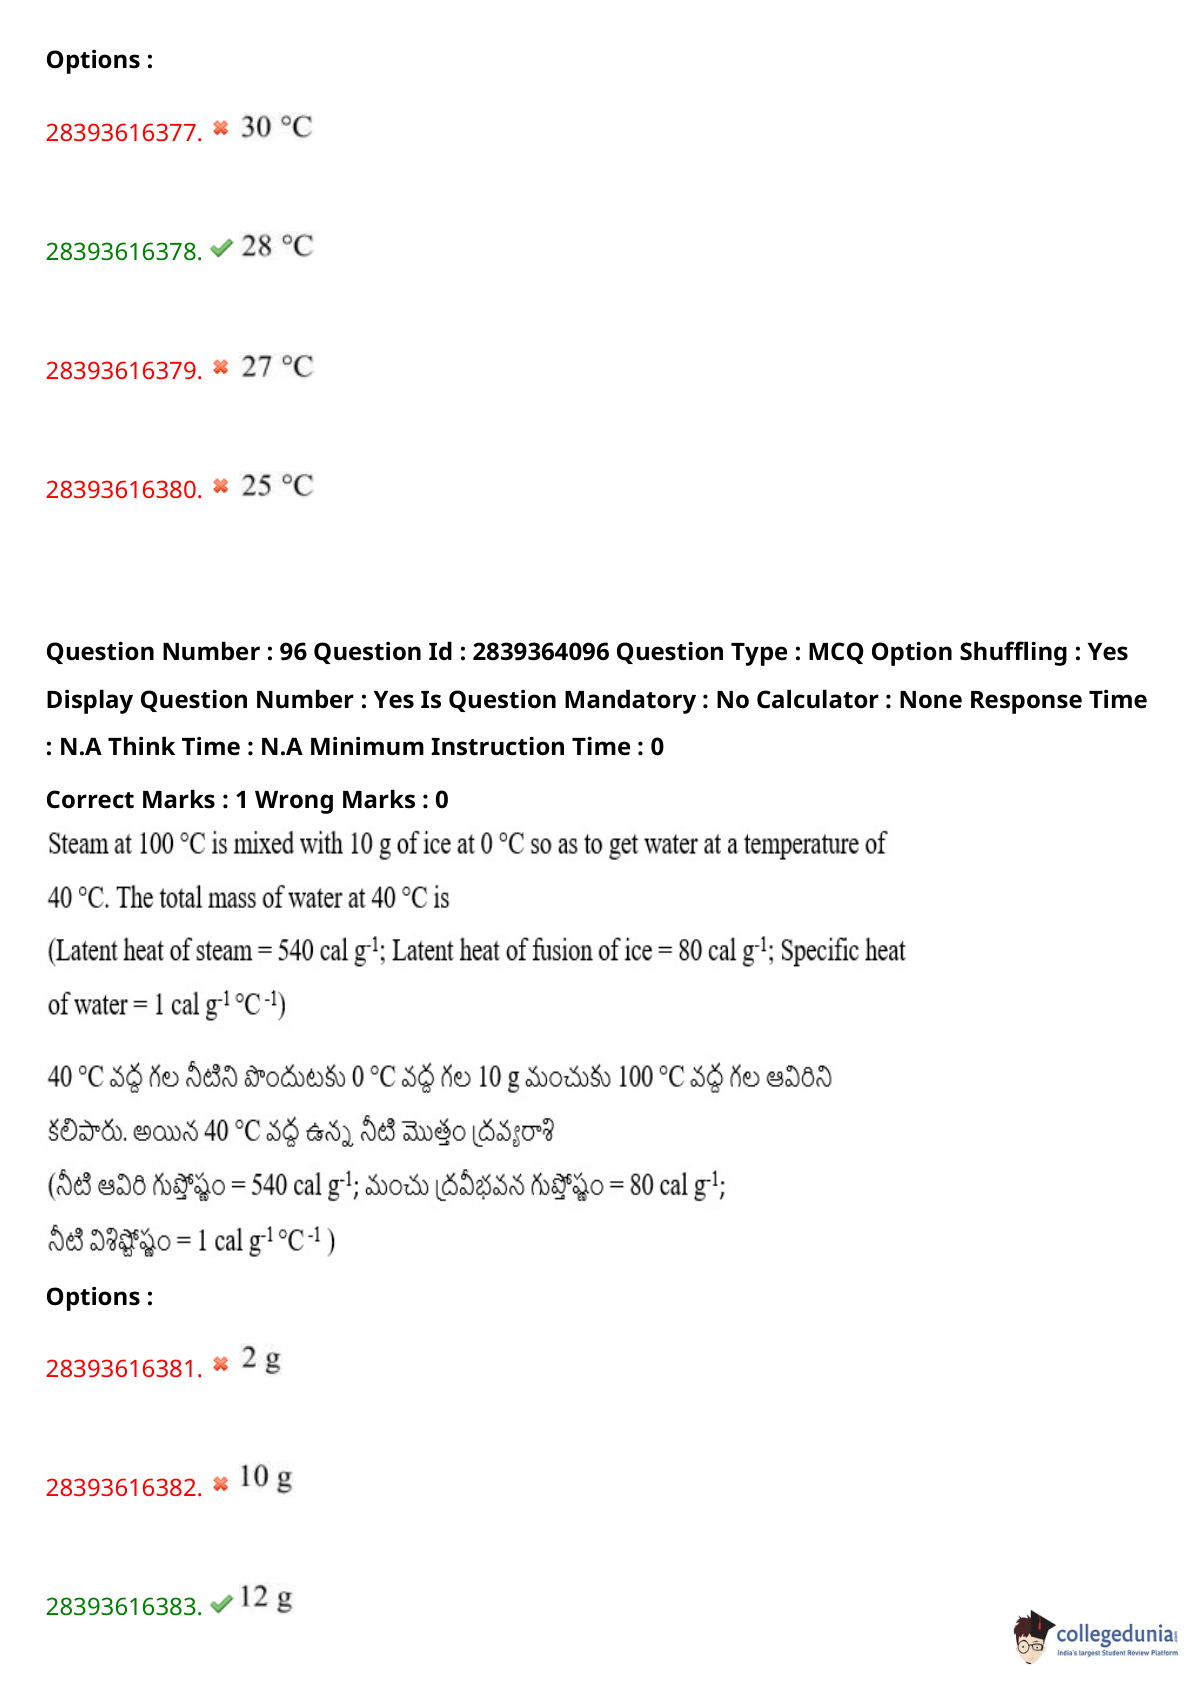 Options :
28393616377. 30 °C
28393616378. 28 °C
28393616379. 27 °C
28393616380. 25 °C
Question Number : 96 Question Id : 2839364096 Question Type : MCQ Option Shuffling : Yes
Display Question Number : Yes Is Question Mandatory : No Calculator : None Response Time
: N.A Think Time : N.A Minimum Instruction Time : 0
Correct Marks : 1 Wrong Marks : 0
Steam at 100 °C is mixed with 10 g of ice at 0 °C so as to get water at a temperature of
40 °C. The total mass of water at 40 °C is
(Latent heat of steam = 540 cal g⁻¹; Latent heat of fusion of ice = 80 cal g⁻¹; Specific heat
of water = 1 cal g⁻¹ °C ⁻¹)
40 °C వద్ద గల నీటిని పొందుటకు 0 °C వద్ద గల 10 g మంచుకు 100 °C వద్ద గల ఆవిరిని
కలిపారు. అయిన 40 °C వద్ద ఉన్న నీటి మొత్తం ద్రవ్యరాశి
(నీటి ఆవిరి గుప్తోష్ణం = 540 cal g⁻¹; మంచు ద్రవీభవన గుప్తోష్ణం = 80 cal g⁻¹;
నీటి విశిష్టోష్ణం = 1 cal g⁻¹ °C ⁻¹ )
Options :
28393616381. 2 g
28393616382. 10 g
28393616383. 12 g
collegedunia
India's largest Student Review Platform